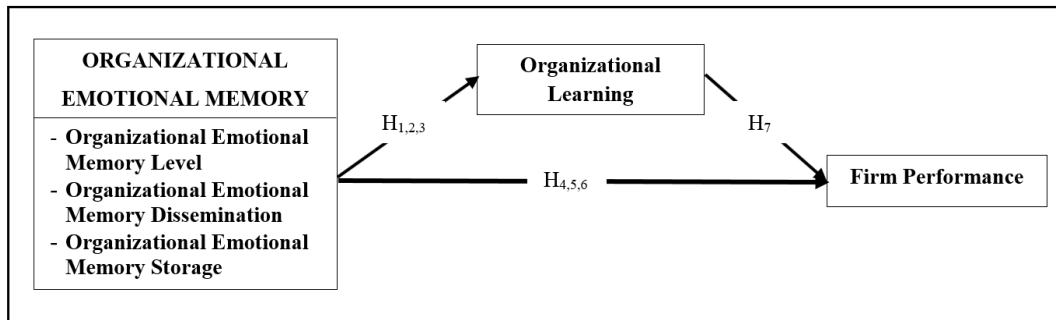 ORGANIZATIONAL
EMOTIONAL MEMORY
- Organizational Emotional
Memory Level
- Organizational Emotional
Memory Dissemination
- Organizational Emotional
Memory Storage
Organizational
Learning
H1,2,3
H7
H4,5,6
Firm Performance